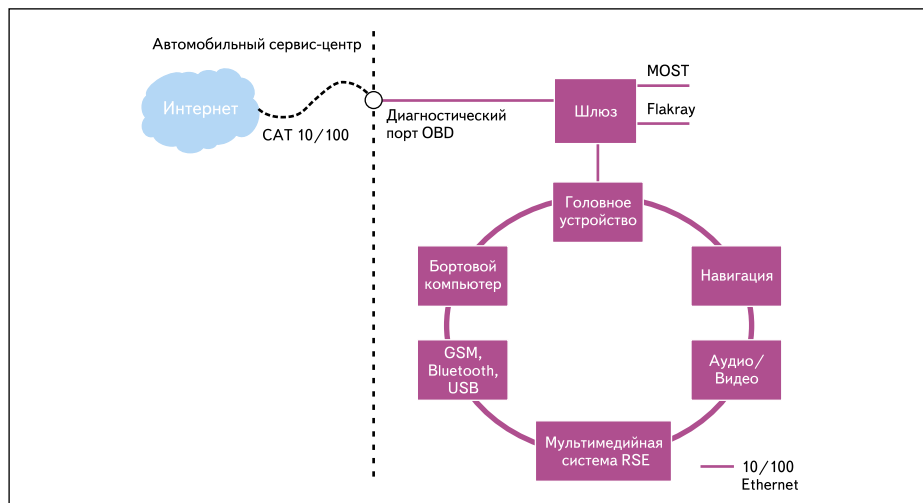 Автомобильный сервис-центр
Интернет
CAT 10/100
Диагностический
порт OBD
Шлюз
MOST
Flakray
Головное
устройство
Бортовой
компьютер
Навигация
GSM,
Bluetooth,
USB
Аудио/
Видео
Мультимедийная
система RSE
10/100
Ethernet